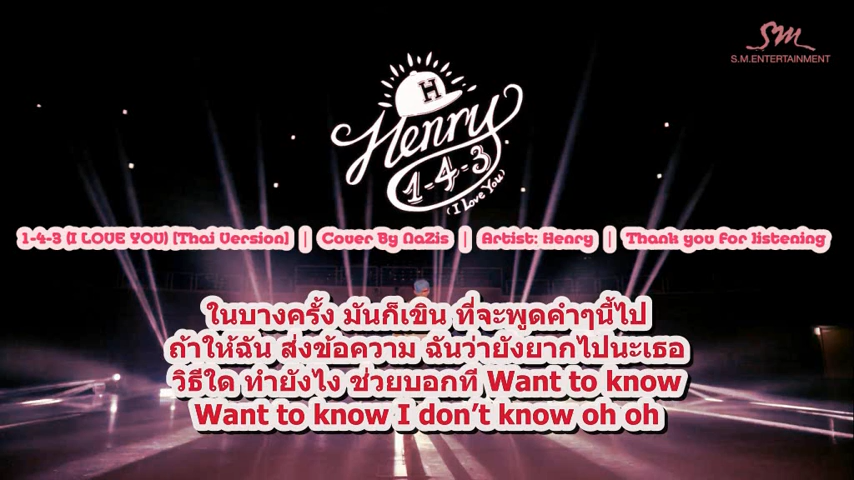 SM
S.M.ENTERTAINMENT
H
Henry
1-4-3
(I Love You)
1-4-3 (I LOVE YOU) [Thai Version] | Cover By NaZis | Artist: Henry | Thank you for listening
ในบางครั้ง มันก็เขิน ที่จะพูดคำๆนี้ไป
ถ้าให้ฉัน ส่งข้อความ ฉันว่ายังยากไปนะเธอ
วิธีใด ทำยังไง ช่วยบอกที Want to know
Want to know I don’t know oh oh